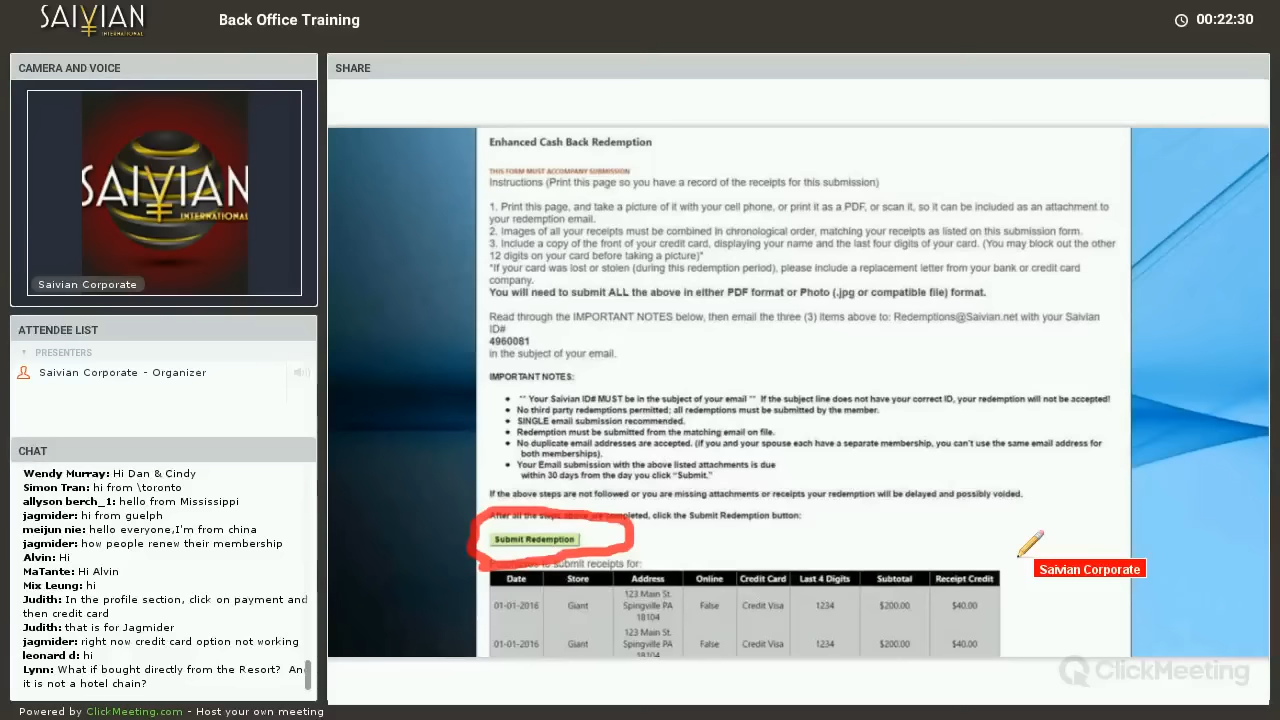 SAIVIAN
INTERNATIONAL
Back Office Training
00:22:30
CAMERA AND VOICE
SAIVIAN
INTERNATIONAL
Saivian Corporate
ATTENDEE LIST
PRESENTERS
Saivian Corporate - Organizer
CHAT
Wendy Murray: Hi Dan & Cindy
Simon Tran: hi from \toronto
allyson berch_1: hello from Mississippi
jagmider: hi from guelph
jaeijun nie: hello everyone,I'm from china
jagmider: how people renew their membership
Alvin: Hi
MaTante: Hi Alvin
Mix Leung: hi
Judith: In the profile section, click on payment and
then credit card
Judith: that is for Jagmider
jagmider: right now credit card option not working
leonard d: hi
Lynn: What if bought directly from the Resort? And
it is not a hotel chain?
SHARE
Enhanced Cash Back Redemption
THIS FORM MUST ACCOMPANY SUBMISSION
Instructions (Print this page so you have a record of the receipts for this submission)
1. Print this page, and take a picture of it with your cell phone, or print it as a PDF, or scan it, so it can be included as an attachment to
your redemption email.
2. Images of all your receipts must be combined in chronological order, matching your receipts as listed on this submission form.
3. Include a copy of the front of your credit card, displaying your name and the last four digits of your card. (You may block out the other
12 digits on your card before taking a picture)*
*If your card was lost or stolen (during this redemption period), please include a replacement letter from your bank or credit card
company.
You will need to submit ALL the above in either PDF format or Photo (.jpg or compatible file) format.
Read through the IMPORTANT NOTES below, then email the three (3) items above to: Redemptions@Saivian.net with your Saivian
ID#
4960081
in the subject of your email.
IMPORTANT NOTES:
• ** Your Saivian ID# MUST be in the subject of your email ** If the subject line does not have your correct ID, your redemption will not be accepted!
• No third party redemptions permitted; all redemptions must be submitted by the member.
• SINGLE email submission recommended.
• Redemption must be submitted from the matching email on file.
• No duplicate email addresses are accepted. (if you and your spouse each have a separate membership, you can't use the same email address for
both memberships).
• Your Email submission with the above listed attachments is due
within 30 days from the day you click "Submit."
If the above steps are not followed or you are missing attachments or receipts your redemption will be delayed and possibly voided.
After all the steps are completed, click the Submit Redemption button:
Submit Redemption
to submit receipts for:
Date Store Address Online Credit Card Last 4 Digits Subtotal Receipt Credit
01-01-2016 Giant 123 Main St. Spingville PA 18104 False Credit Visa 1234 $200.00 $40.00
01-01-2016 Giant 123 Main St. Spingville PA 18104 False Credit Visa 1234 $200.00 $40.00
Saivian Corporate
ClickMeeting
Powered by ClickMeeting.com - Host your own meeting